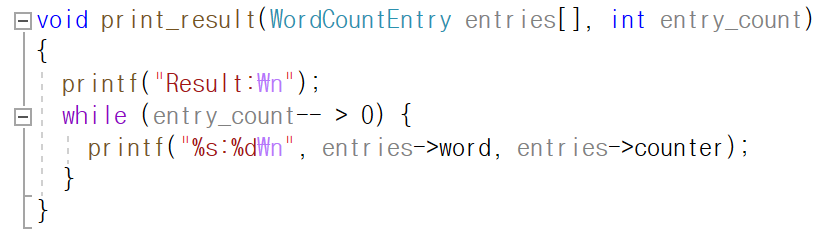 void print_result(WordCountEntry entries[], int entry_count)
{
printf("Result:₩n");
while (entry_count-- > 0) {
printf("%s:%d₩n", entries->word, entries->counter);
}
}